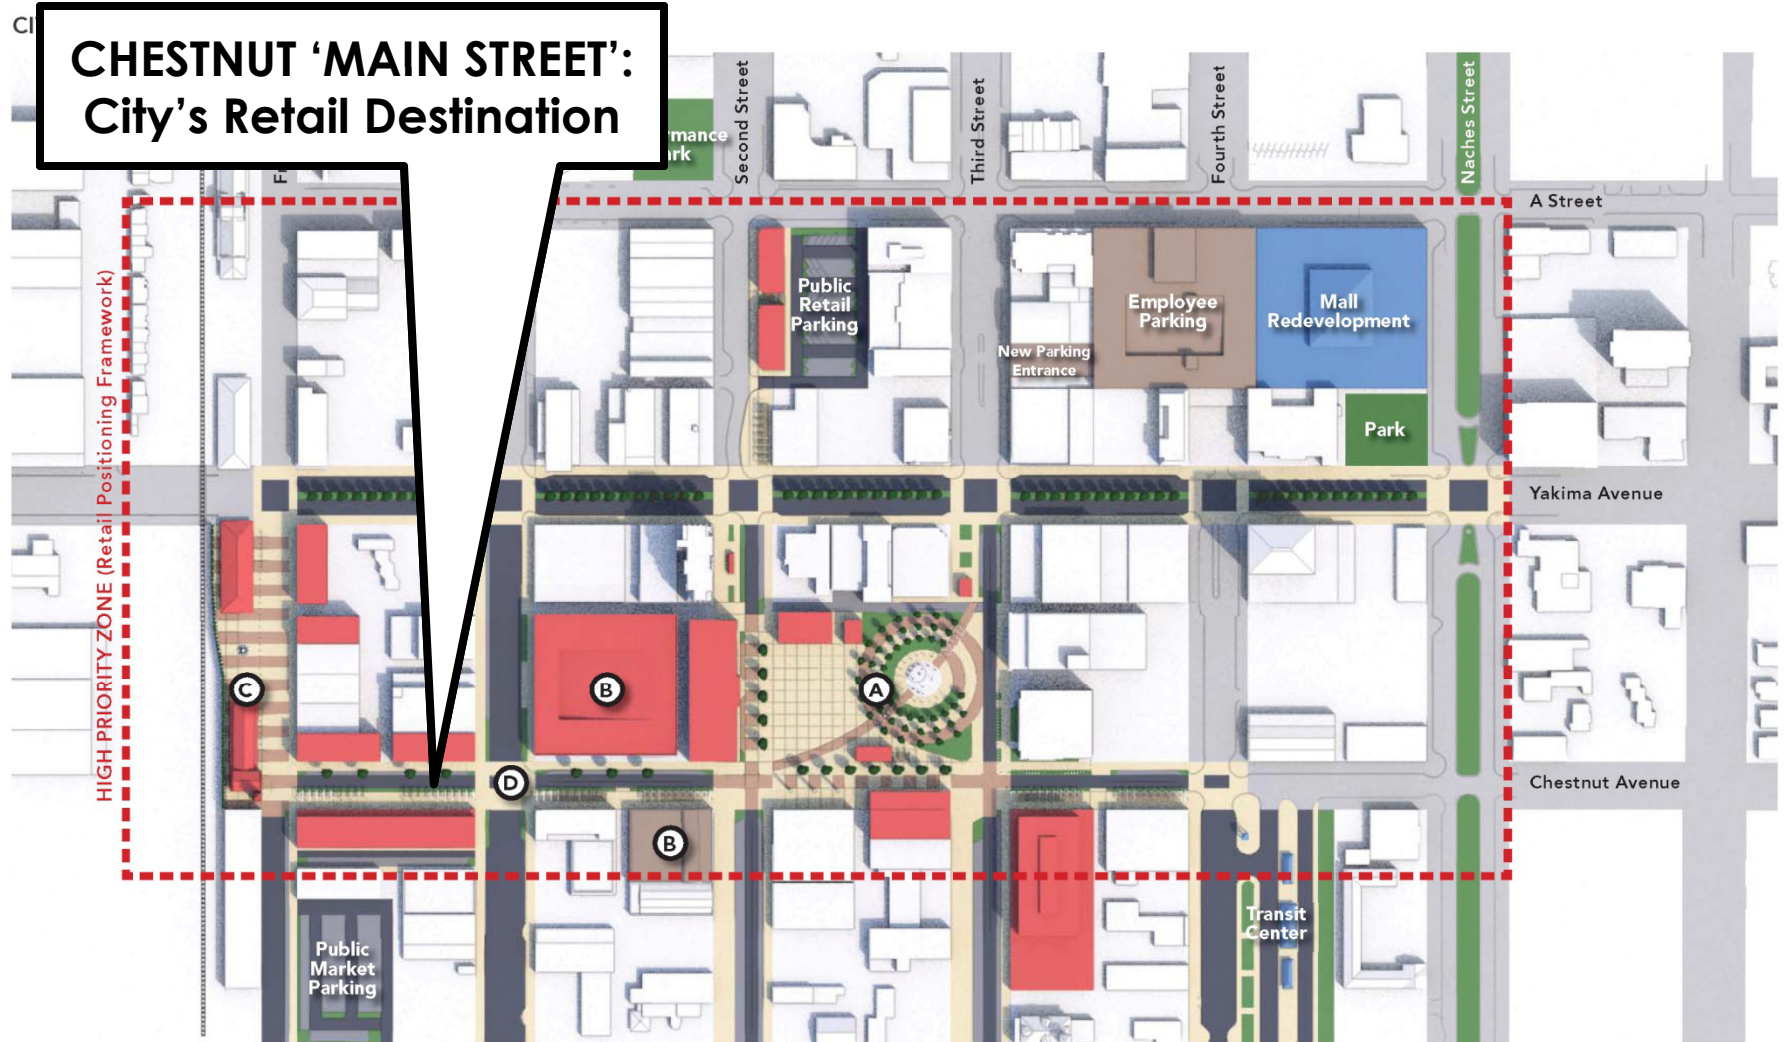 CHESTNUT ‘MAIN STREET’:
City’s Retail Destination
Second Street
Third Street
Fourth Street
Naches Street
A Street
HIGH PRIORITY ZONE (Retail Positioning Framework)
Public
Retail
Parking
Employee
Parking
Mall
Redevelopment
New Parking
Entrance
Park
Yakima Avenue
C
B
A
D
Chestnut Avenue
B
Transit
Center
Public
Market
Parking